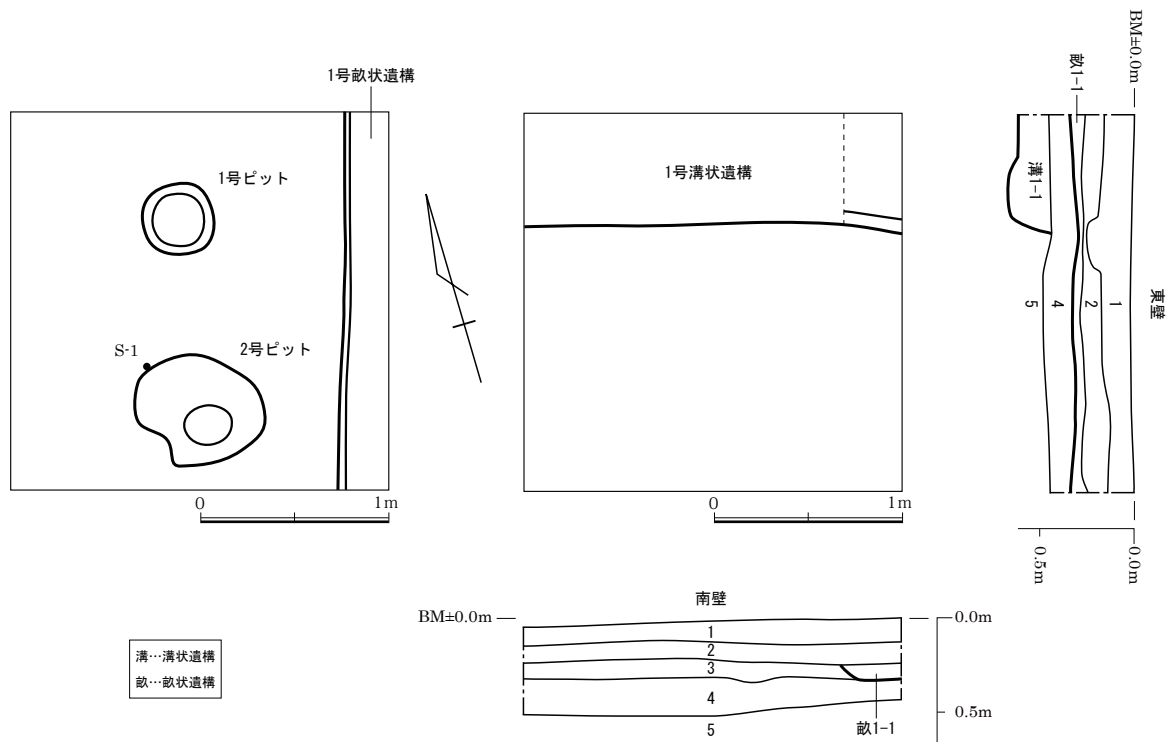 1号畝状遺構
1号ピット
S-1
2号ピット
0
1m
1号溝状遺構
0
1m
BM±0.0m
畝1-1
溝1-1
東壁
5
4
2
1
0.5m
0.0m
南壁
BM±0.0m
0.0m
1
2
3
4
5
畝1-1
0.5m
溝…溝状遺構
畝…畝状遺構